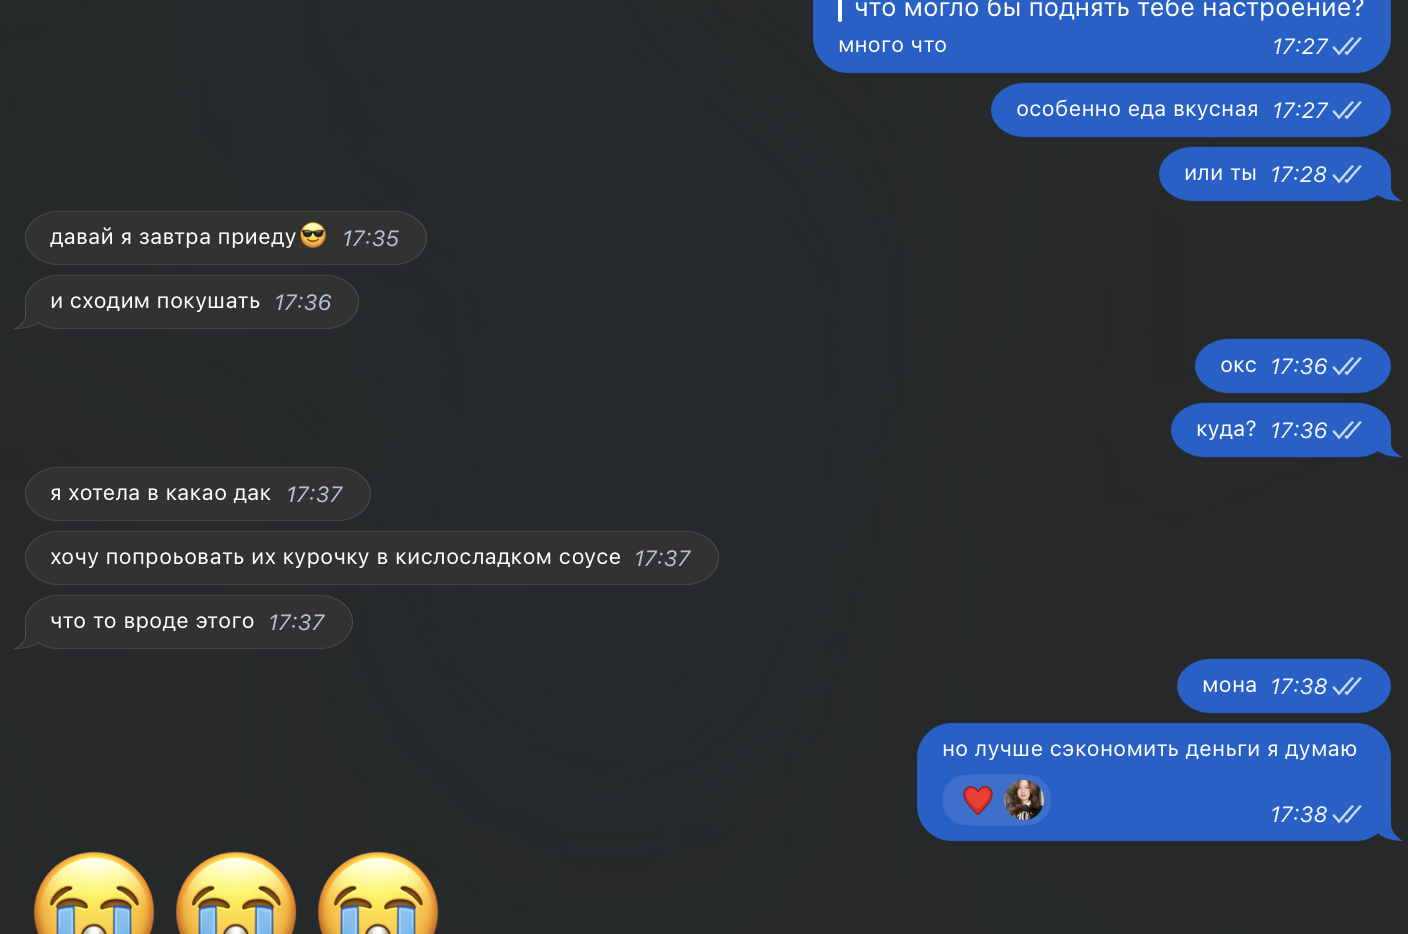 что могло бы поднять тебе настроение?
много что 17:27
особенно еда вкусная 17:27
или ты 17:28
давай я завтра приеду😎 17:35
и сходим покушать 17:36
окс 17:36
куда? 17:36
я хотела в какао дак 17:37
хочу попроьовать их курочку в кислосладком соусе 17:37
что то вроде этого 17:37
мона 17:38
но лучше сэкономить деньги я думаю
17:38